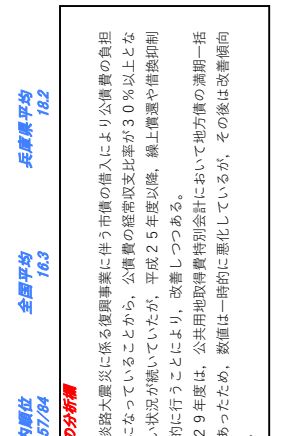 内順位 全国平均 兵庫県平均
57/84 16.3 18.2
の分析欄
淡路大震災に係る復興事業に伴う市債の借入により公債費の負担
になっていることから，公債費の経常収支比率が３０％以上とな
い状況が続いていたが，平成２５年度以降，繰上償還や借換抑制
的に行うことにより，改善しつつある。
２９年度は，公共用地取得費特別会計において地方債の満期一括
あったため，数値は一時的に悪化しているが，その後は改善傾向
。